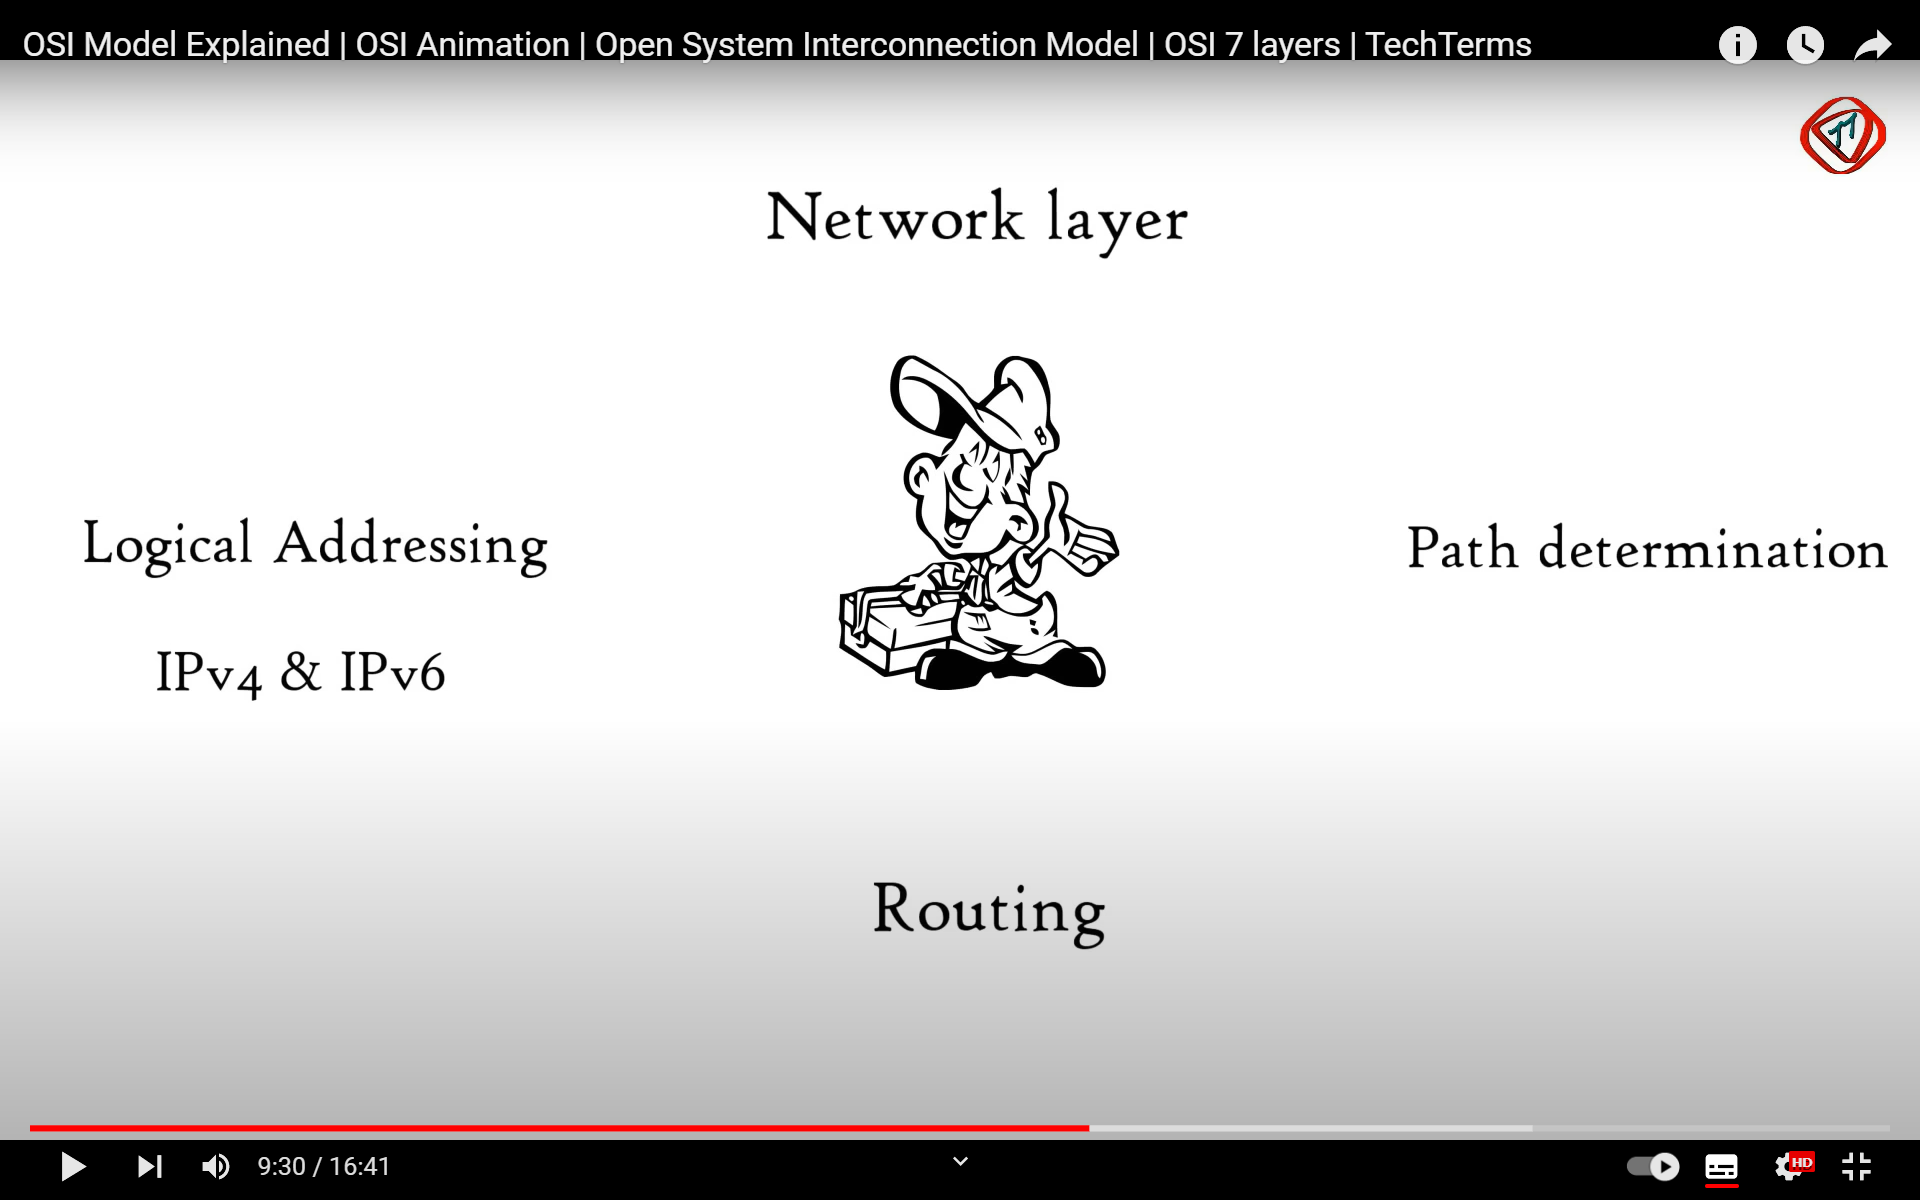 OSI Model Explained | OSI Animation | Open System Interconnection Model | OSI 7 layers | TechTerms
Network layer
Logical Addressing
Path determination
IPv4 & IPv6
Routing
9:30 / 16:41
HD